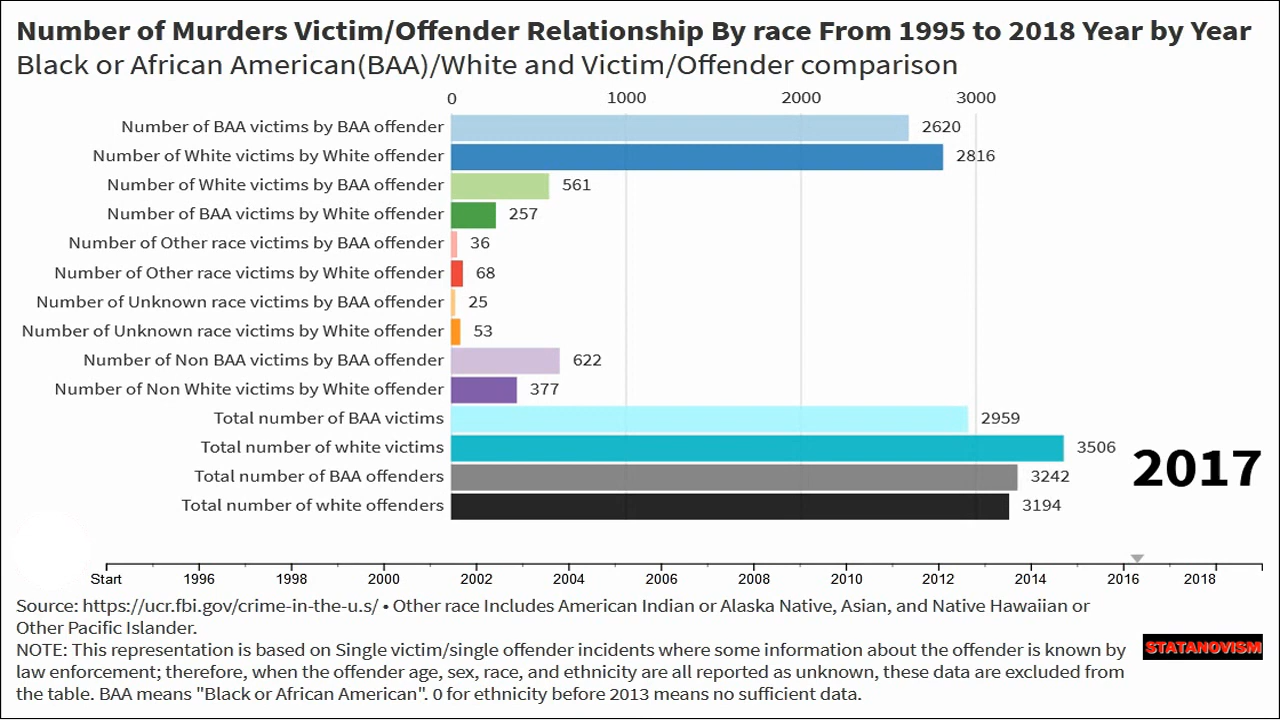 Number of Murders Victim/Offender Relationship By race From 1995 to 2018 Year by Year
Black or African American(BAA)/White and Victim/Offender comparison
0 1000 2000 3000
Number of BAA victims by BAA offender 2620
Number of White victims by White offender 2816
Number of White victims by BAA offender 561
Number of BAA victims by White offender 257
Number of Other race victims by BAA offender 36
Number of Other race victims by White offender 68
Number of Unknown race victims by BAA offender 25
Number of Unknown race victims by White offender 53
Number of Non BAA victims by BAA offender 622
Number of Non White victims by White offender 377
Total number of BAA victims 2959
Total number of white victims 3506
Total number of BAA offenders 3242
Total number of white offenders 3194
2017
Start 1996 1998 2000 2002 2004 2006 2008 2010 2012 2014 2016 2018
Source: https://ucr.fbi.gov/crime-in-the-u.s/ • Other race Includes American Indian or Alaska Native, Asian, and Native Hawaiian or
Other Pacific Islander.
NOTE: This representation is based on Single victim/single offender incidents where some information about the offender is known by
law enforcement; therefore, when the offender age, sex, race, and ethnicity are all reported as unknown, these data are excluded from
the table. BAA means "Black or African American". 0 for ethnicity before 2013 means no sufficient data.
STATANOVISM